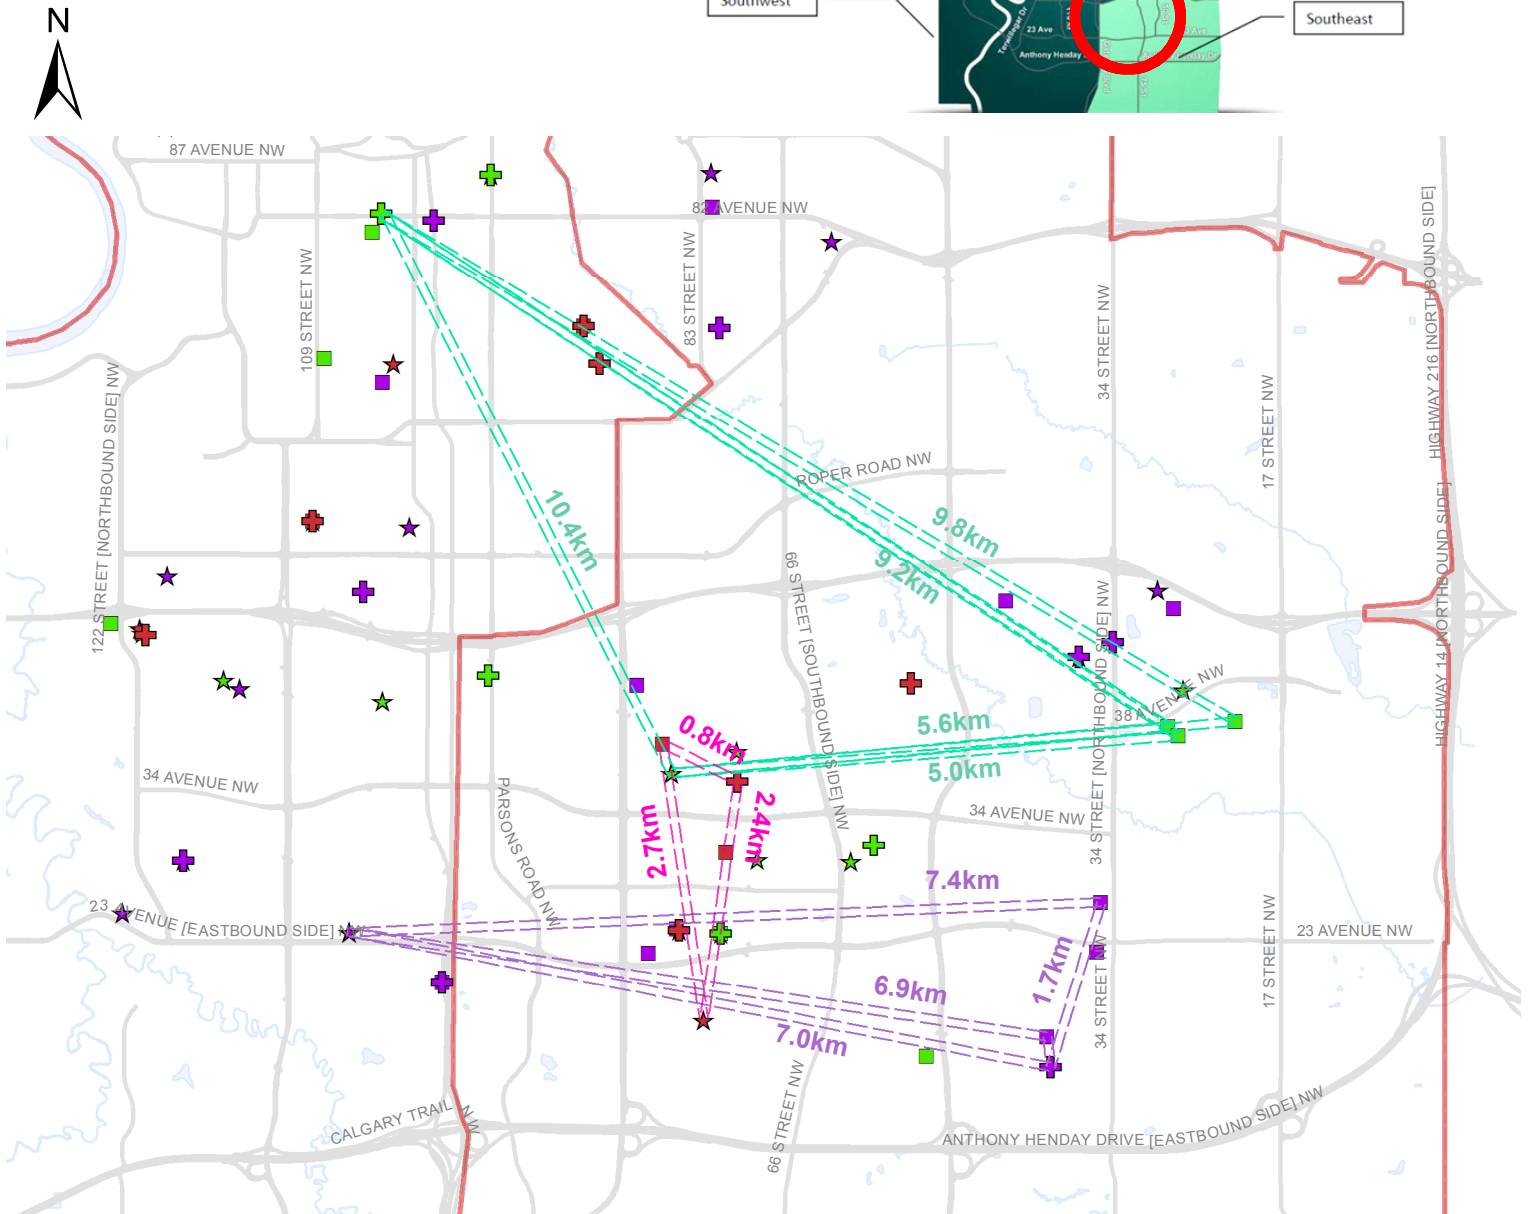 N
Southwest
Southeast
23 Ave
Terwillegar Dr
Anthony Henday
87 AVENUE NW
82 AVENUE NW
83 STREET NW
109 STREET NW
34 STREET NW
17 STREET NW
HIGHWAY 216 [NORTHBOUND SIDE]
122 STREET [NORTHBOUND SIDE] NW
ROPER ROAD NW
10.4km
9.8km
9.2km
66 STREET [SOUTHBOUND SIDE] NW
34 STREET [NORTHBOUND SIDE] NW
HIGHWAY 14 [NORTHBOUND SIDE]
38 AVENUE NW
0.8km
5.6km
5.0km
34 AVENUE NW
PARSONS ROAD NW
2.7km
2.4km
34 AVENUE NW
7.4km
23 AVENUE [EASTBOUND SIDE] NW
23 AVENUE NW
1.7km
6.9km
7.0km
34 STREET NW
17 STREET NW
66 STREET NW
CALGARY TRAIL NW
ANTHONY HENDAY DRIVE [EASTBOUND SIDE] NW